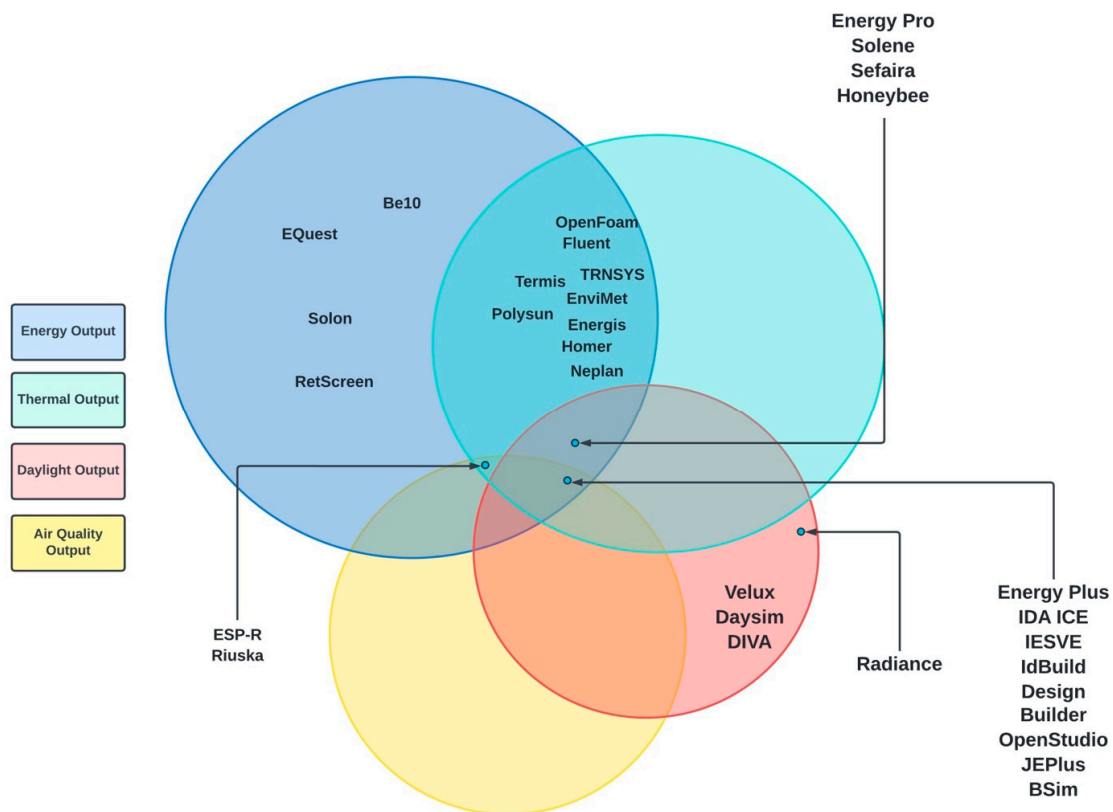 Energy Pro
Solene
Sefaira
Honeybee
Be10
EQuest
OpenFoam
Fluent
TRNSYS
Termis
EnviMet
Polysun
Energis
Solon
Homer
Neplan
RetScreen
Energy Output
Thermal Output
Daylight Output
Air Quality
Output
Velux
Daysim
DIVA
ESP-R
Riuska
Radiance
Energy Plus
IDA ICE
IESVE
IdBuild
Design
Builder
OpenStudio
JEPlus
BSim